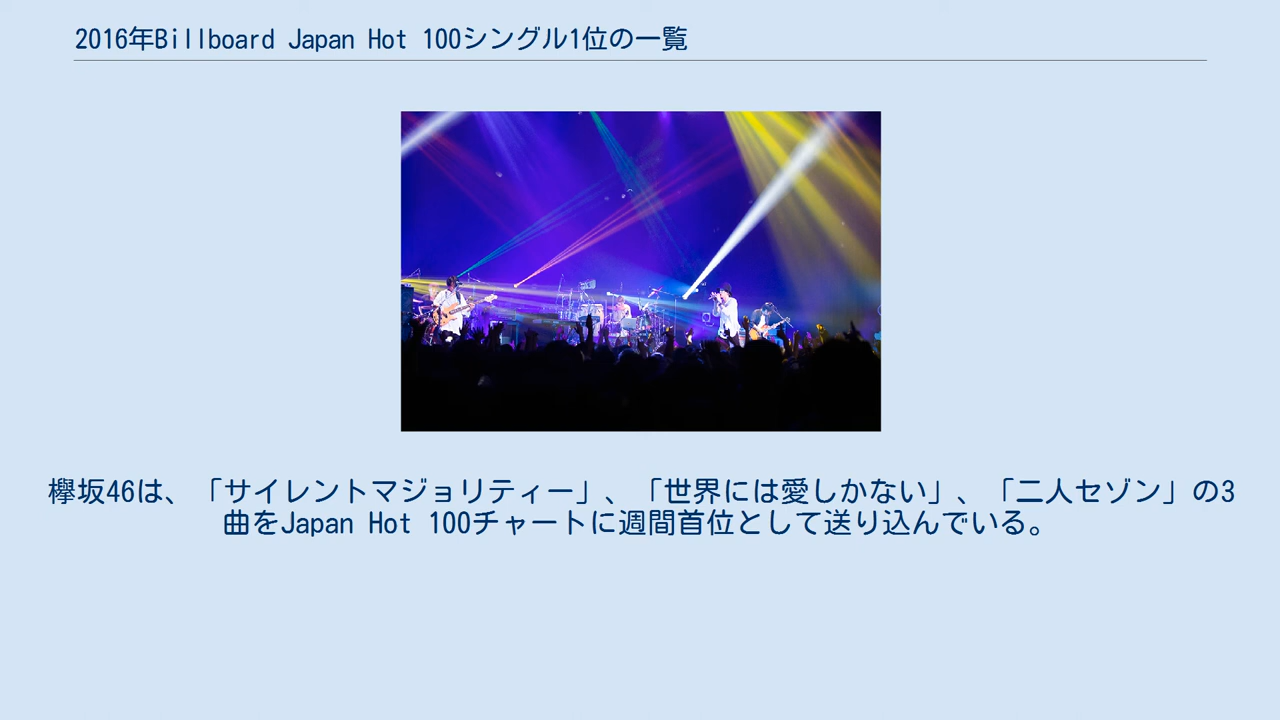 2016年Billboard Japan Hot 100シングル1位の一覧
欅坂46は、「サイレントマジョリティー」、「世界には愛しかない」、「二人セゾン」の3
曲をJapan Hot 100チャートに週間首位として送り込んでいる。